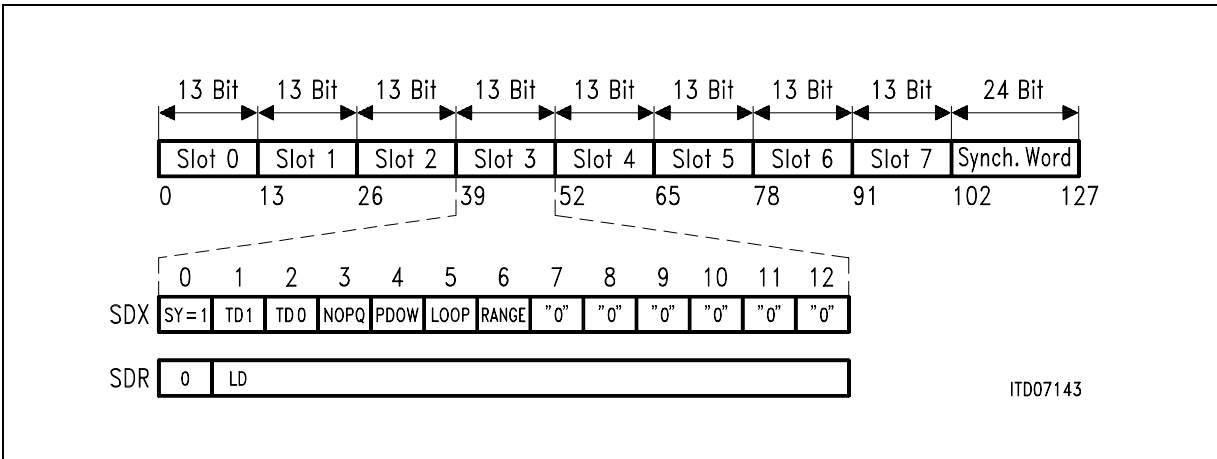 13 Bit 13 Bit 13 Bit 13 Bit 13 Bit 13 Bit 13 Bit 13 Bit 24 Bit
Slot 0 Slot 1 Slot 2 Slot 3 Slot 4 Slot 5 Slot 6 Slot 7 Synch. Word
0 13 26 39 52 65 78 91 102 127
0 1 2 3 4 5 6 7 8 9 10 11 12
SDX SY=1 TD1 TD0 NOPQ PDOW LOOP RANGE "0" "0" "0" "0" "0" "0"
SDR 0 LD
ITD07143